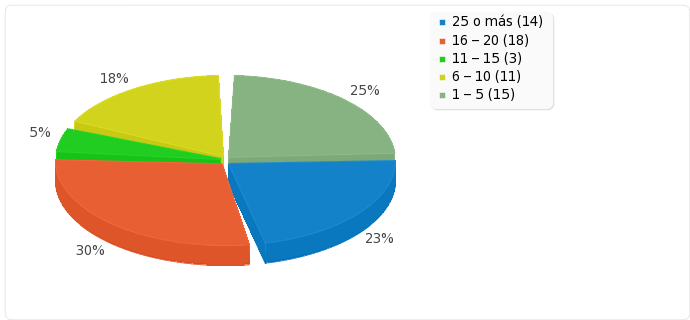 25 o más (14)
16 – 20 (18)
11 – 15 (3)
6 – 10 (11)
1 – 5 (15)
18%
25%
5%
30%
23%